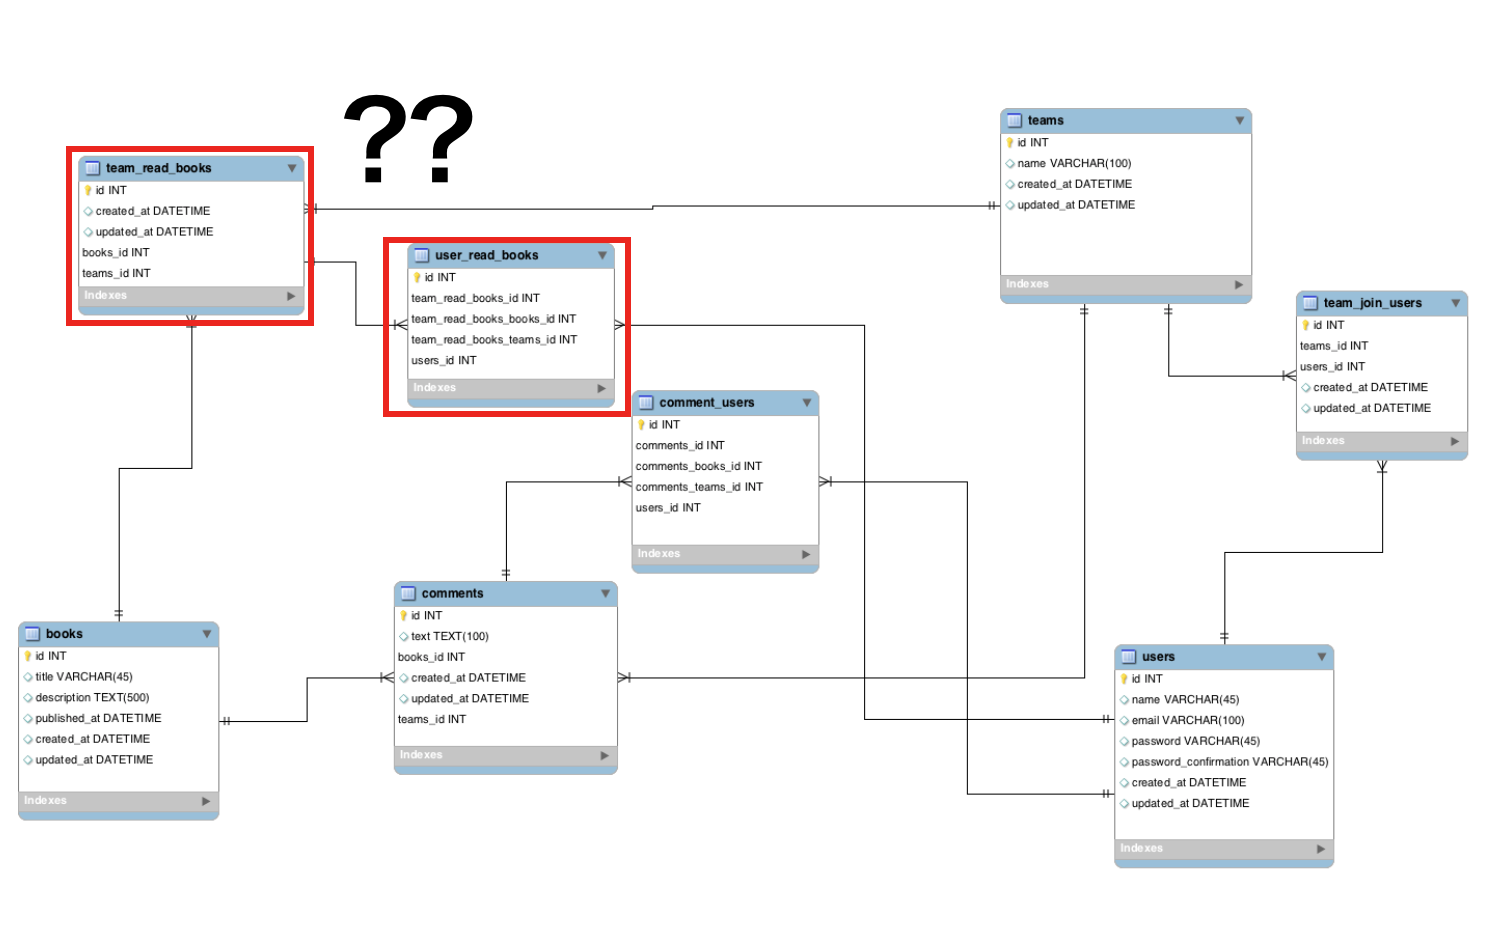 ??
team_read_books
id INT
created_at DATETIME
updated_at DATETIME
books_id INT
teams_id INT
Indexes
user_read_books
id INT
team_read_books_id INT
team_read_books_books_id INT
team_read_books_teams_id INT
users_id INT
Indexes
teams
id INT
name VARCHAR(100)
created_at DATETIME
updated_at DATETIME
Indexes
team_join_users
id INT
teams_id INT
users_id INT
created_at DATETIME
updated_at DATETIME
Indexes
comment_users
id INT
comments_id INT
comments_books_id INT
comments_teams_id INT
users_id INT
Indexes
comments
id INT
text TEXT(100)
books_id INT
created_at DATETIME
updated_at DATETIME
teams_id INT
Indexes
books
id INT
title VARCHAR(45)
description TEXT(500)
published_at DATETIME
created_at DATETIME
updated_at DATETIME
Indexes
users
id INT
name VARCHAR(45)
email VARCHAR(100)
password VARCHAR(45)
password_confirmation VARCHAR(45)
created_at DATETIME
updated_at DATETIME
Indexes